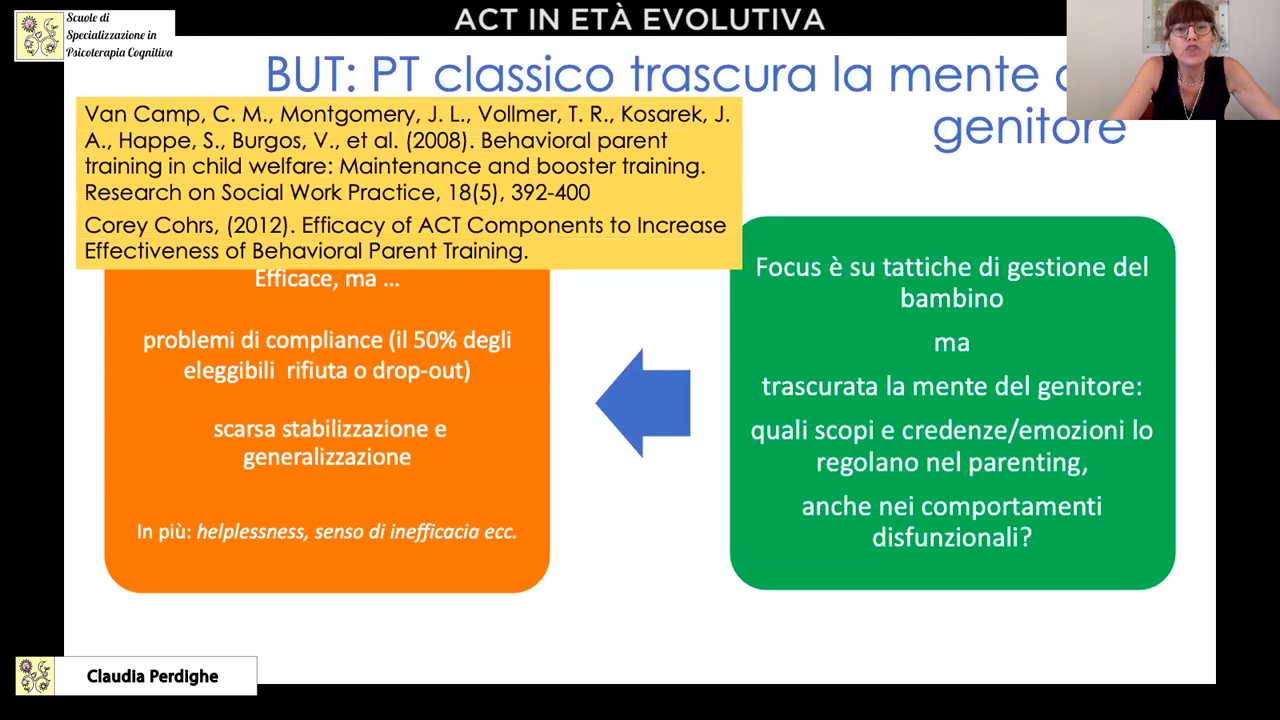 ACT IN ETÀ EVOLUTIVA
Scuole di
Specializzazione in
Psicoterapia Cognitiva
BUT: PT classico trascura la mente
genitore
Van Camp, C. M., Montgomery, J. L., Vollmer, T. R., Kosarek, J.
A., Happe, S., Burgos, V., et al. (2008). Behavioral parent
training in child welfare: Maintenance and booster training.
Research on Social Work Practice, 18(5), 392-400
Corey Cohrs, (2012). Efficacy of ACT Components to Increase
Effectiveness of Behavioral Parent Training.
Efficace, ma ...
problemi di compliance (il 50% degli
eleggibili rifiuta o drop-out)
scarsa stabilizzazione e
generalizzazione
In più: helplessness, senso di inefficacia ecc.
Focus è su tattiche di gestione del
bambino
ma
trascurata la mente del genitore:
quali scopi e credenze/emozioni lo
regolano nel parenting,
anche nei comportamenti
disfunzionali?
Claudia Perdighe